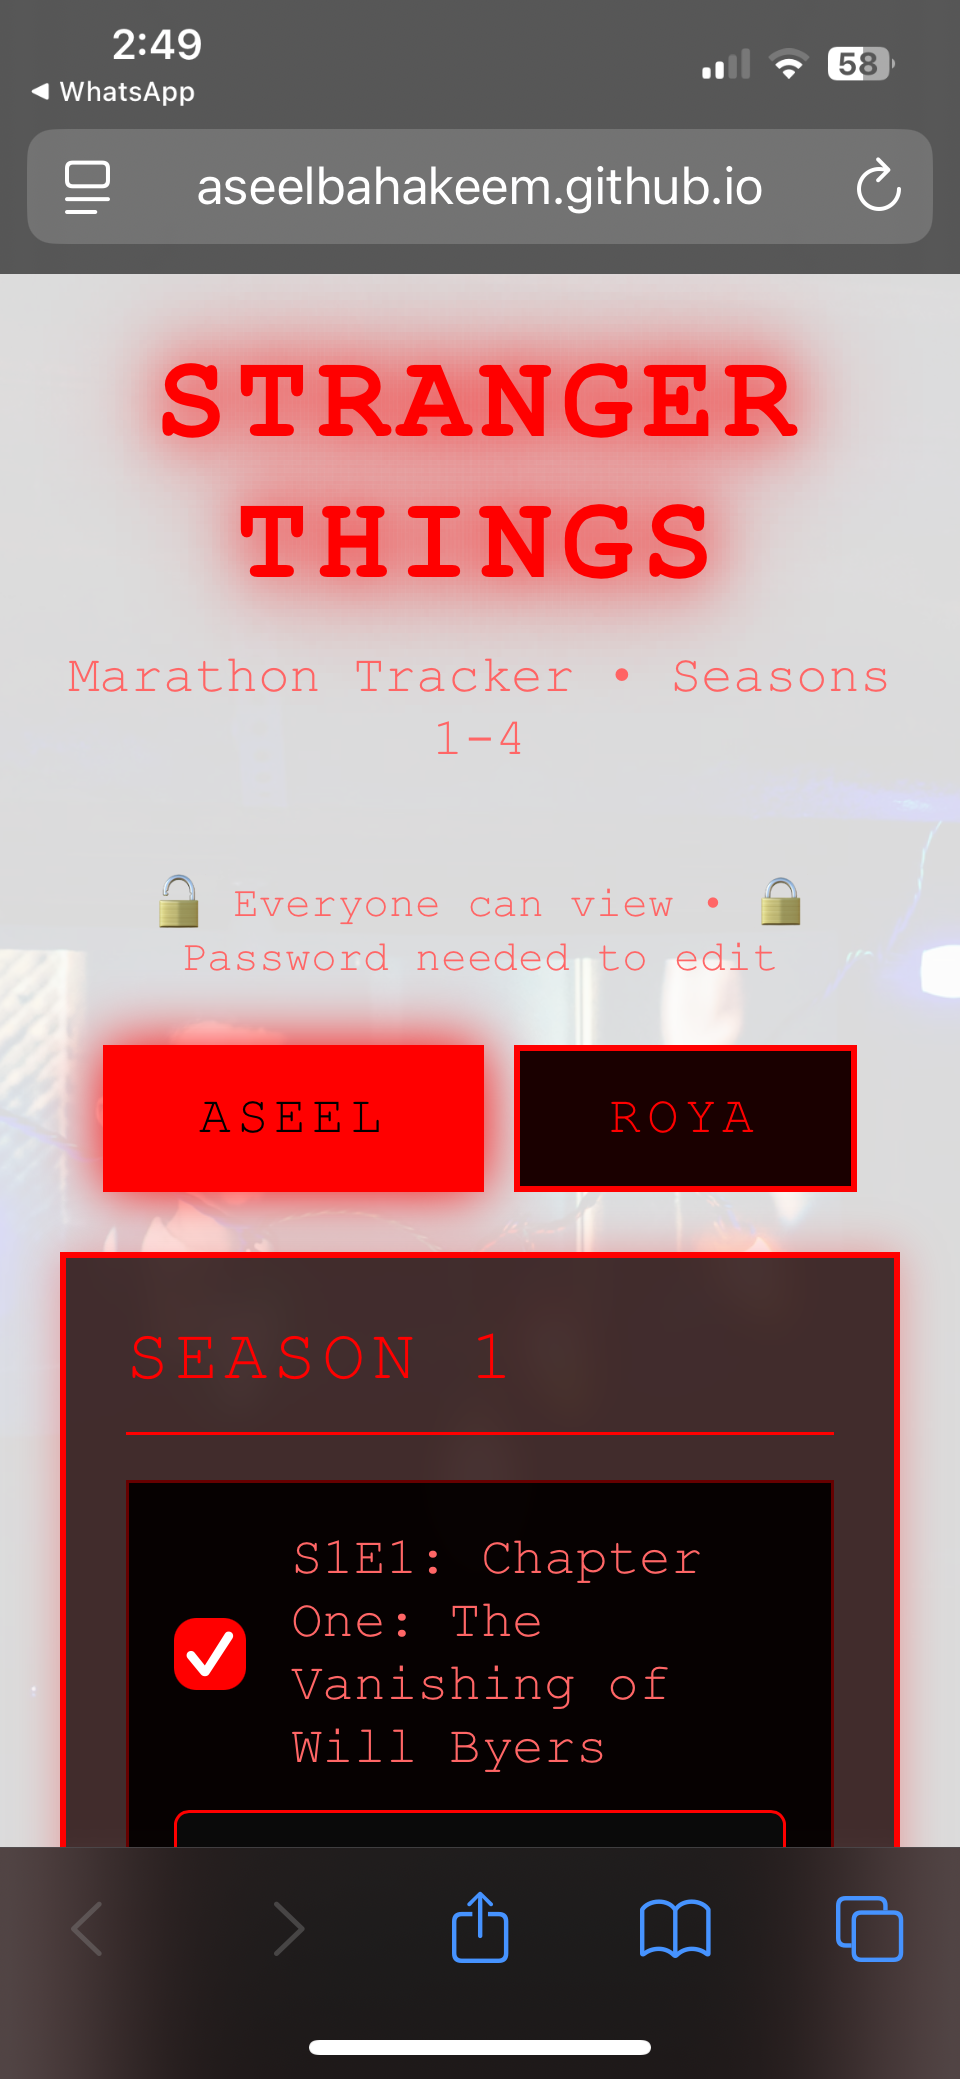 2:49
58
◀ WhatsApp
aseelbahakeem.github.io
STRANGER
THINGS
Marathon Tracker • Seasons
1-4
🔓 Everyone can view • 🔒
Password needed to edit
ASEEL
ROYA
SEASON 1
S1E1: Chapter
One: The
Vanishing of
Will Byers